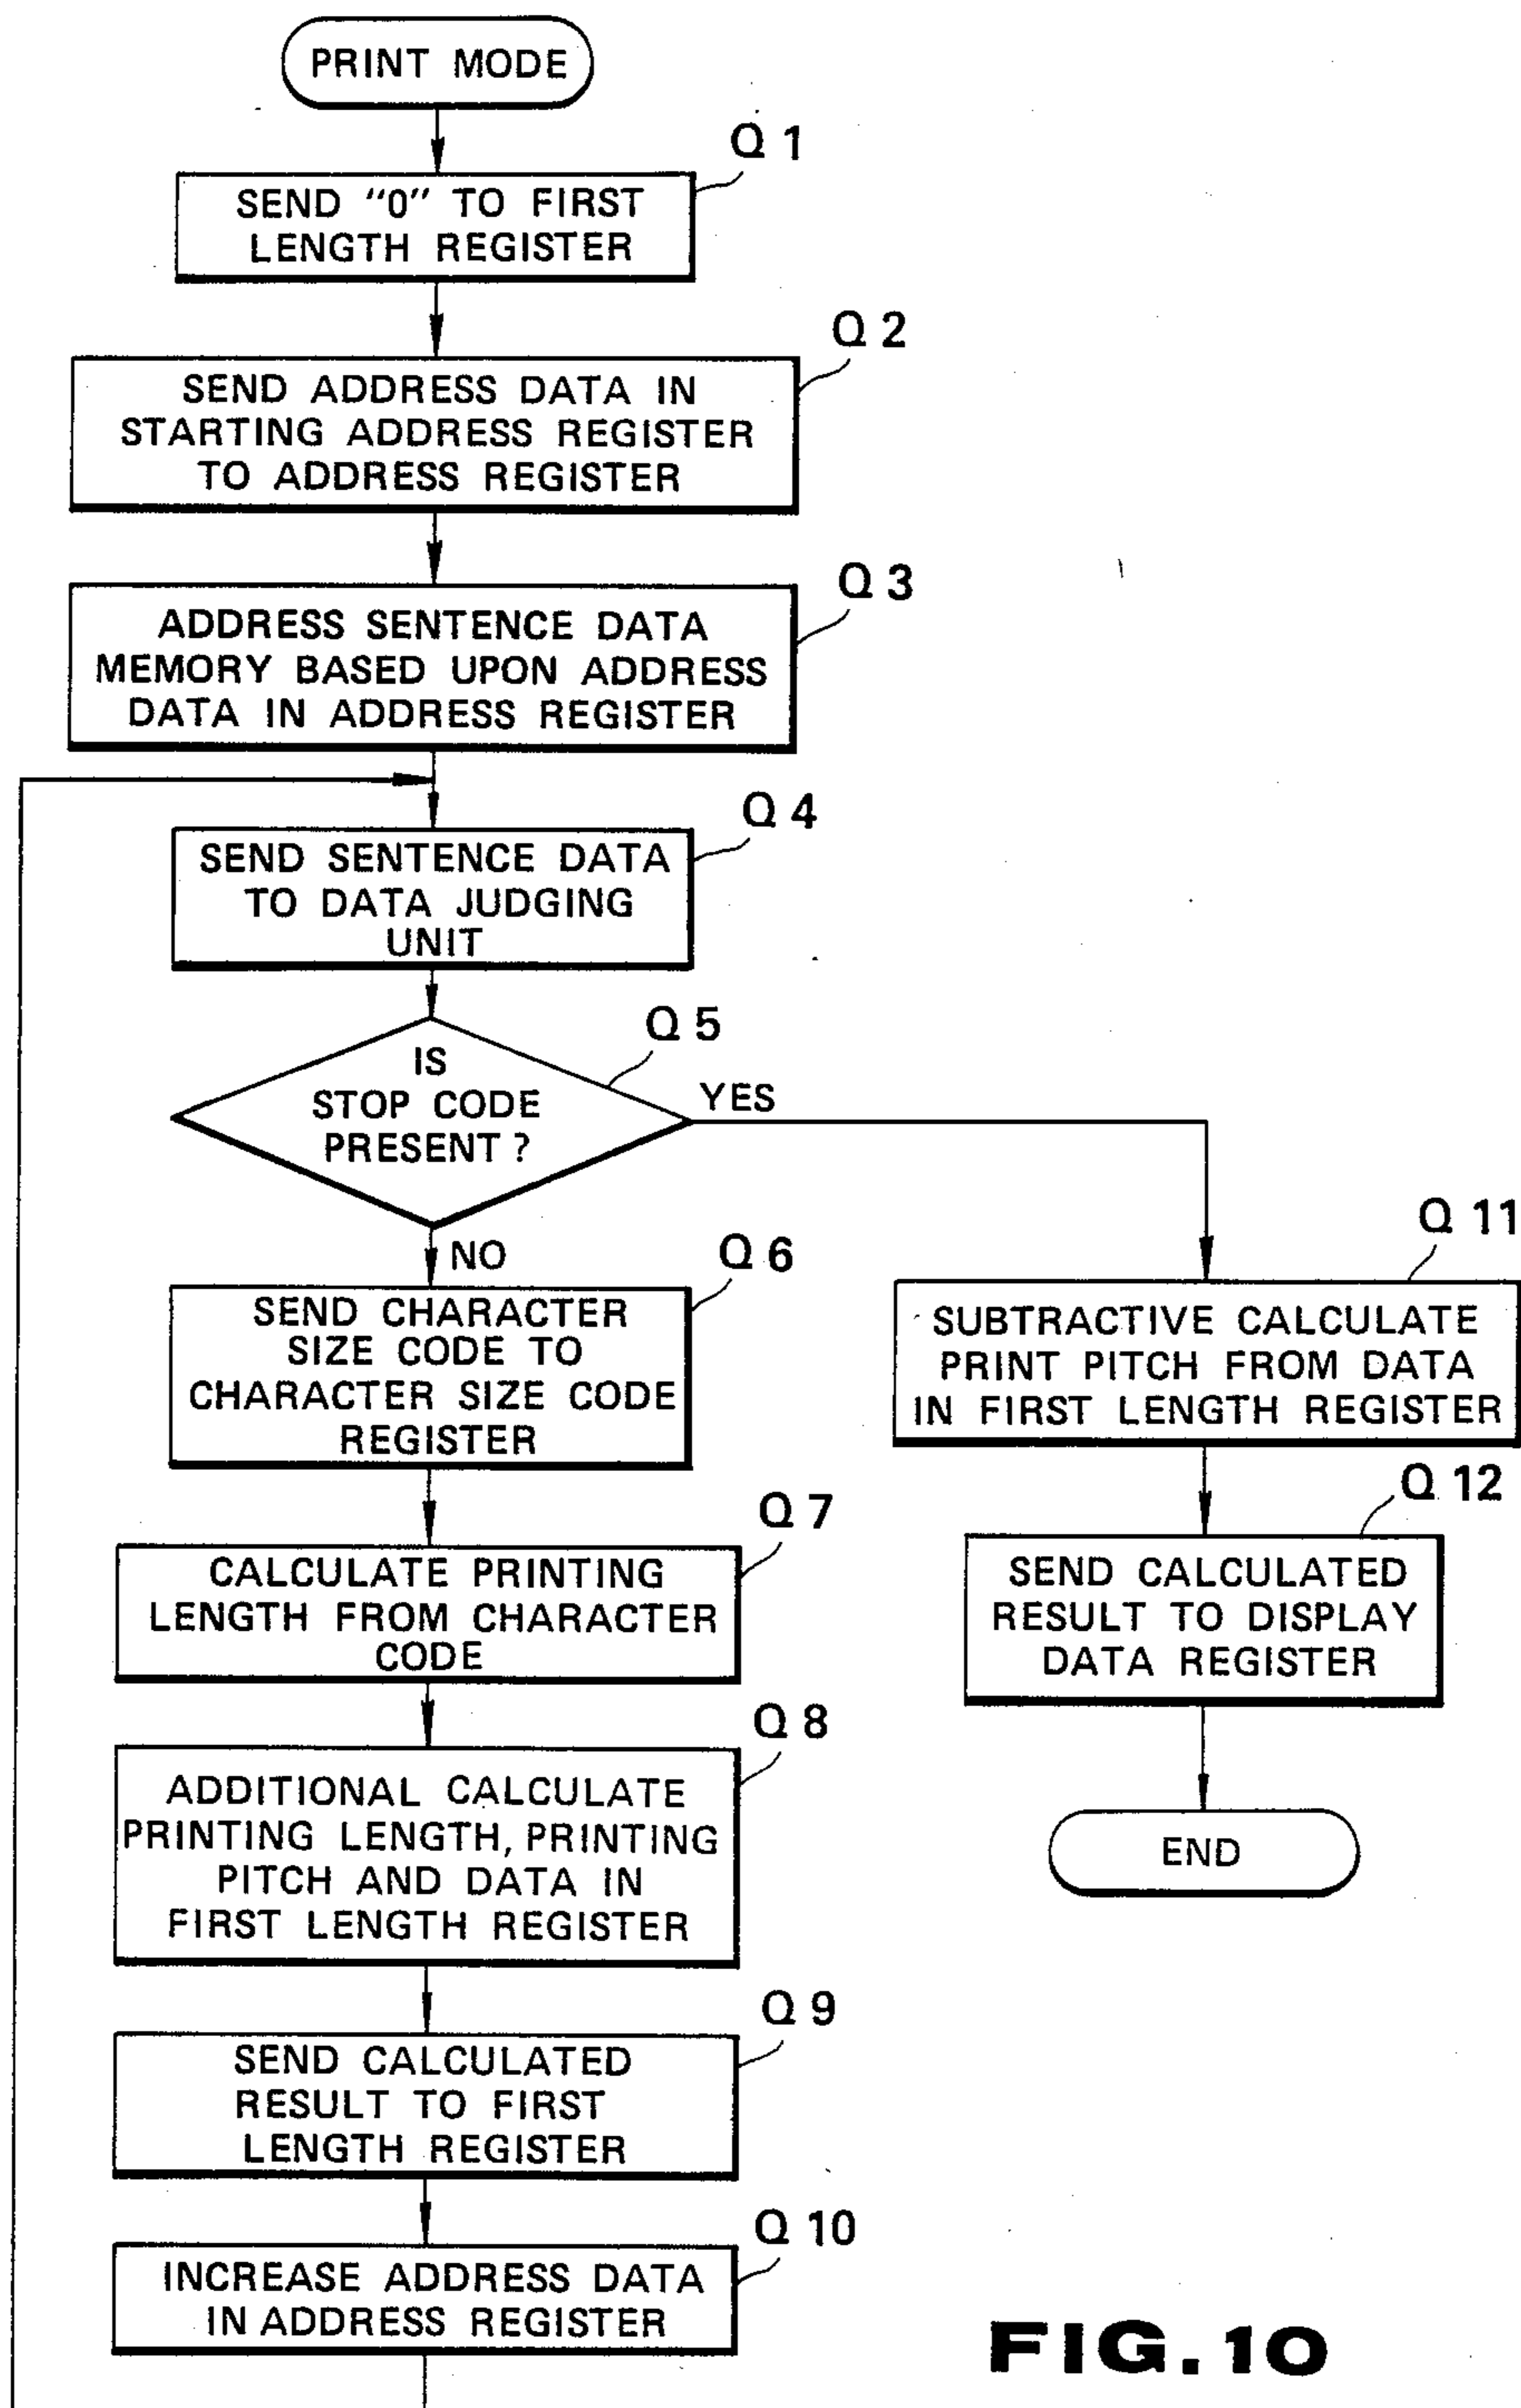 PRINT MODE
Q 1
SEND “0” TO FIRST
LENGTH REGISTER
Q 2
SEND ADDRESS DATA IN
STARTING ADDRESS REGISTER
TO ADDRESS REGISTER
Q 3
ADDRESS SENTENCE DATA
MEMORY BASED UPON ADDRESS
DATA IN ADDRESS REGISTER
Q 4
SEND SENTENCE DATA
TO DATA JUDGING
UNIT
Q 5
IS
STOP CODE
PRESENT ?
YES
NO
Q 6
SEND CHARACTER
SIZE CODE TO
CHARACTER SIZE CODE
REGISTER
Q 7
CALCULATE PRINTING
LENGTH FROM CHARACTER
CODE
Q 8
ADDITIONAL CALCULATE
PRINTING LENGTH, PRINTING
PITCH AND DATA IN
FIRST LENGTH REGISTER
Q 9
SEND CALCULATED
RESULT TO FIRST
LENGTH REGISTER
Q 10
INCREASE ADDRESS DATA
IN ADDRESS REGISTER
Q 11
SUBTRACTIVE CALCULATE
PRINT PITCH FROM DATA
IN FIRST LENGTH REGISTER
Q 12
SEND CALCULATED
RESULT TO DISPLAY
DATA REGISTER
END
FIG. 10